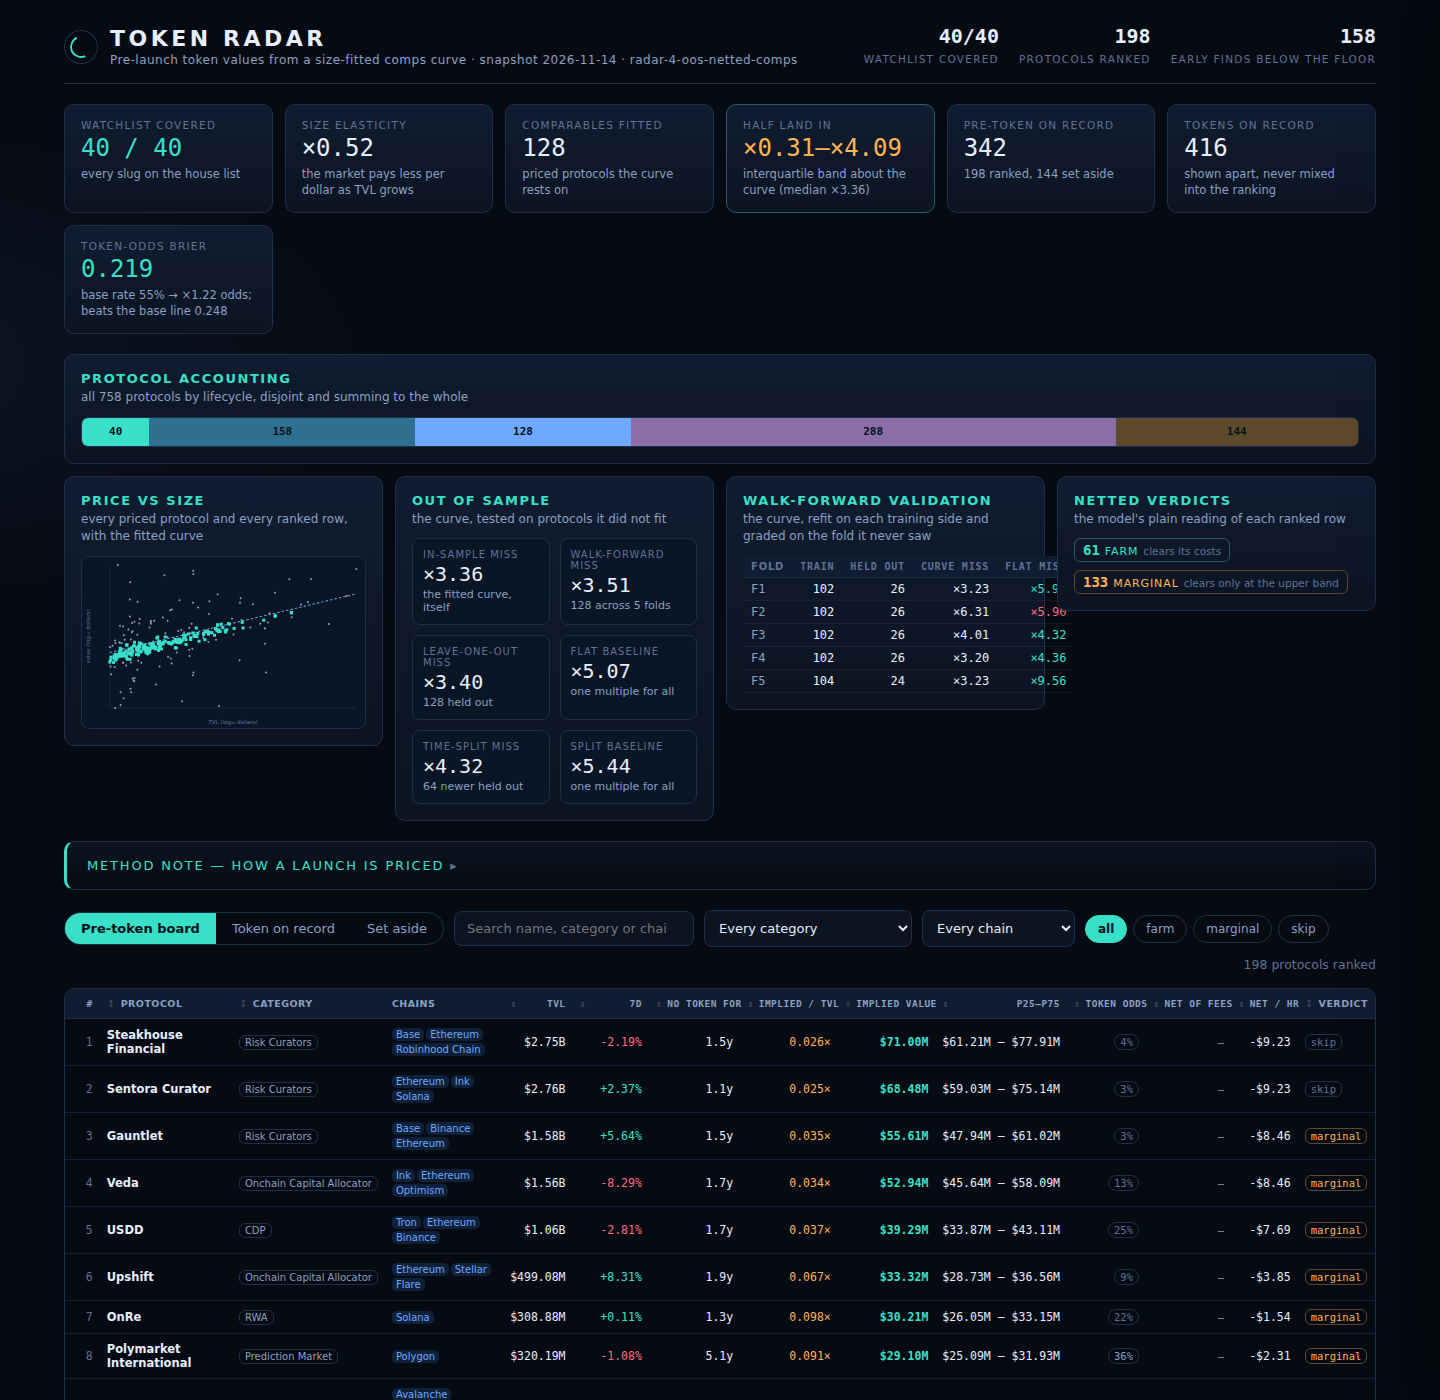 TOKEN RADAR
Pre-launch token values from a size-fitted comps curve · snapshot 2026-11-14 · radar-4-oos-netted-comps
40/40
WATCHLIST COVERED
198
PROTOCOLS RANKED
158
EARLY FINDS BELOW THE FLOOR
WATCHLIST COVERED
40 / 40
every slug on the house list
SIZE ELASTICITY
×0.52
the market pays less per
dollar as TVL grows
COMPARABLES FITTED
128
priced protocols the curve
rests on
HALF LAND IN
×0.31–×4.09
interquartile band about the
curve (median ×3.36)
PRE-TOKEN ON RECORD
342
198 ranked, 144 set aside
TOKENS ON RECORD
416
shown apart, never mixed
into the ranking
TOKEN-ODDS BRIER
0.219
base rate 55% → ×1.22 odds;
beats the base line 0.248
PROTOCOL ACCOUNTING
all 758 protocols by lifecycle, disjoint and summing to the whole
40 158 128 288 144
PRICE VS SIZE
every priced protocol and every ranked row,
with the fitted curve
TVL (log₁₀ dollars)
OUT OF SAMPLE
the curve, tested on protocols it did not fit
IN-SAMPLE MISS
×3.36
the fitted curve,
itself
WALK-FORWARD
MISS
×3.51
128 across 5 folds
LEAVE-ONE-OUT
MISS
×3.40
128 held out
FLAT BASELINE
×5.07
one multiple for all
TIME-SPLIT MISS
×4.32
64 newer held out
SPLIT BASELINE
×5.44
one multiple for all
WALK-FORWARD VALIDATION
the curve, refit on each training side and
graded on the fold it never saw
FOLD TRAIN HELD OUT CURVE MISS FLAT
F1 102 26 ×3.23
F2 102 26 ×6.31 ×5.90
F3 102 26 ×4.01 ×4.32
F4 102 26 ×3.20 ×4.36
F5 104 24 ×3.23 ×9.56
NETTED VERDICTS
the model's plain reading of each ranked row
61 FARM clears its costs
133 MARGINAL clears only at the upper band
METHOD NOTE — HOW A LAUNCH IS PRICED ▸
Pre-token board Token on record Set aside Search name, category or chai Every category Every chain all farm marginal skip
198 protocols ranked
# ↕ PROTOCOL ↕ CATEGORY CHAINS ↕ TVL ↕ 7D ↕ NO TOKEN FOR ↕ IMPLIED / TVL ↕ IMPLIED VALUE ↕ P25–P75 ↕ TOKEN ODDS ↕ NET OF FEES ↕ NET / HR ↕ VERDICT
1 Steakhouse Financial Risk Curators Base Ethereum Robinhood Chain $2.75B -2.19% 1.5y 0.026× $71.00M $61.21M – $77.91M 4% — -$9.23 skip
2 Sentora Curator Risk Curators Ethereum Ink Solana $2.76B +2.37% 1.1y 0.025× $68.48M $59.03M – $75.14M 3% — -$9.23 skip
3 Gauntlet Risk Curators Base Binance Ethereum $1.58B +5.64% 1.5y 0.035× $55.61M $47.94M – $61.02M 3% — -$8.46 marginal
4 Veda Onchain Capital Allocator Ink Ethereum Optimism $1.56B -8.29% 1.7y 0.034× $52.94M $45.64M – $58.09M 13% — -$8.46 marginal
5 USDD CDP Tron Ethereum Binance $1.06B -2.81% 1.7y 0.037× $39.29M $33.87M – $43.11M 25% — -$7.69 marginal
6 Upshift Onchain Capital Allocator Ethereum Stellar Flare $499.08M +8.31% 1.9y 0.067× $33.32M $28.73M – $36.56M 9% — -$3.85 marginal
7 OnRe RWA Solana $308.88M +0.11% 1.3y 0.098× $30.21M $26.05M – $33.15M 22% — -$1.54 marginal
8 Polymarket International Prediction Market Polygon $320.19M -1.08% 5.1y 0.091× $29.10M $25.09M – $31.93M 36% — -$2.31 marginal
Avalanche